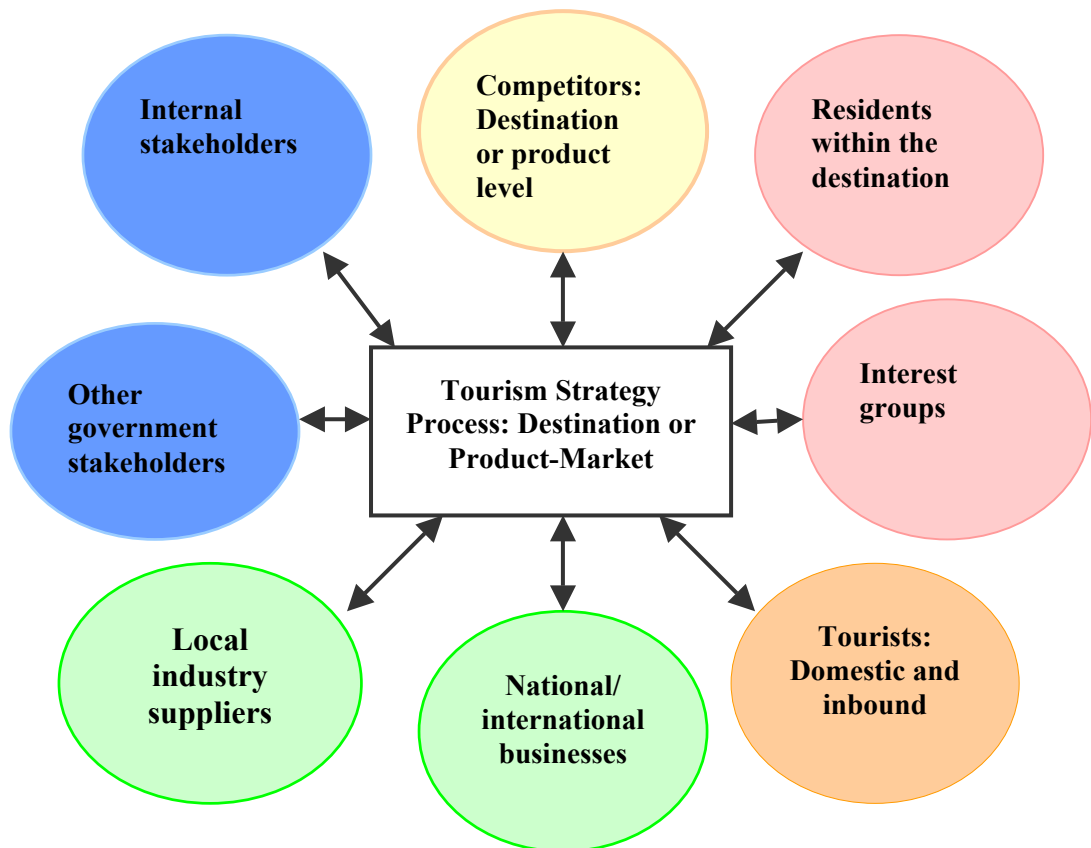 Internal
stakeholders
Competitors:
Destination
or product
level
Residents
within the
destination
Other
government
stakeholders
Tourism Strategy
Process: Destination or
Product-Market
Interest
groups
Local
industry
suppliers
National/
international
businesses
Tourists:
Domestic and
inbound